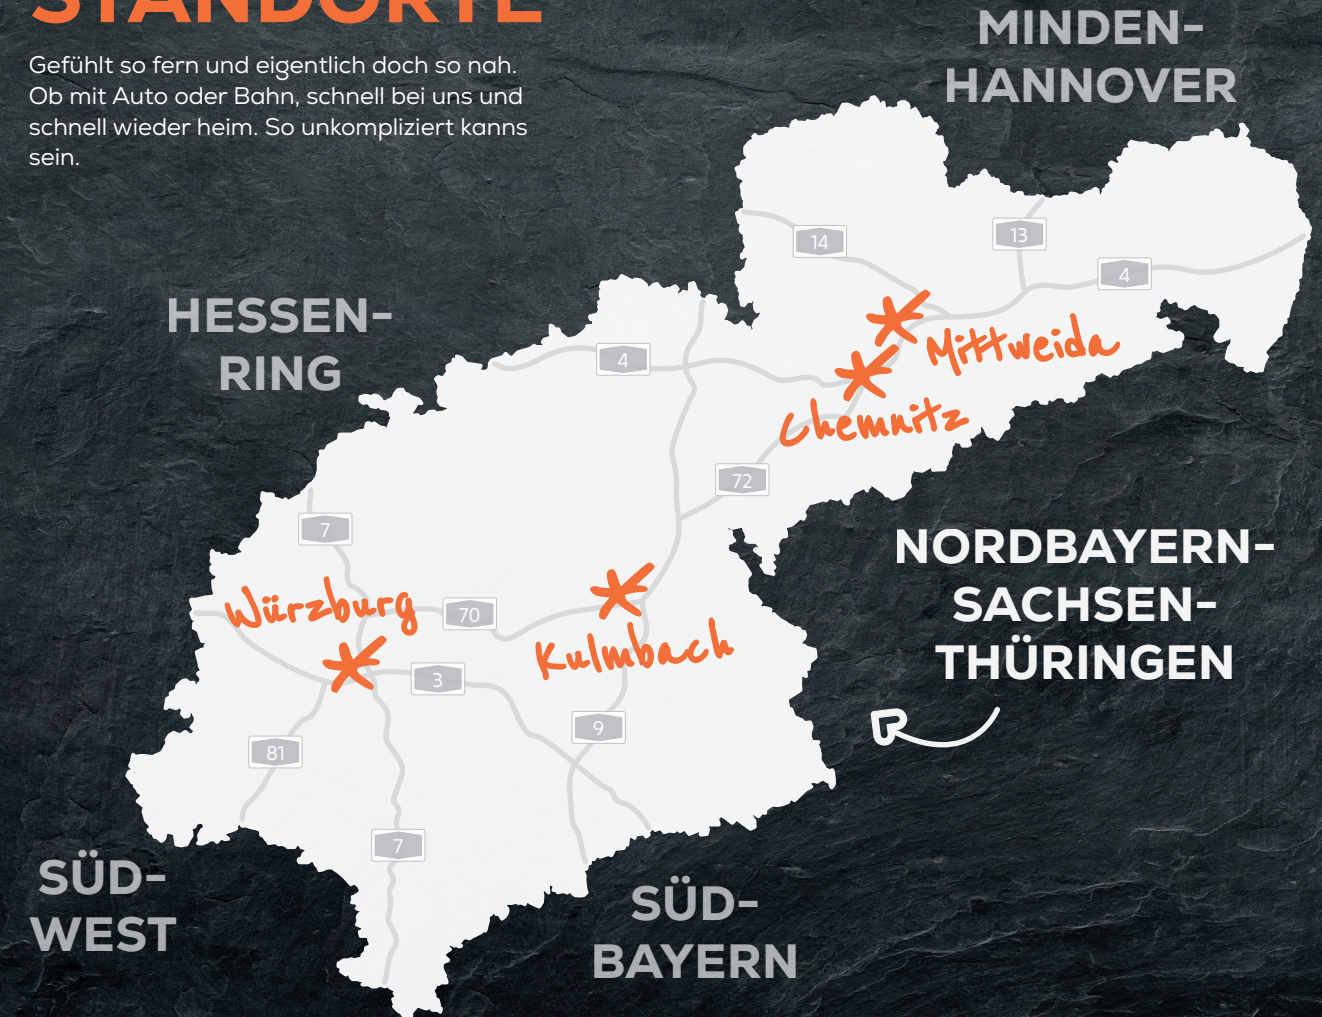 STANDORTE
Gefühlt so fern und eigentlich doch so nah.
Ob mit Auto oder Bahn, schnell bei uns und
schnell wieder heim. So unkompliziert kanns
sein.
MINDEN-
HANNOVER
14
13
4
HESSEN-
RING
4
Mittweida
Chemnitz
72
7
NORDBAYERN-
SACHSEN-
THÜRINGEN
Würzburg
70
Kulmbach
3
9
81
7
SÜD-
WEST
SÜD-
BAYERN